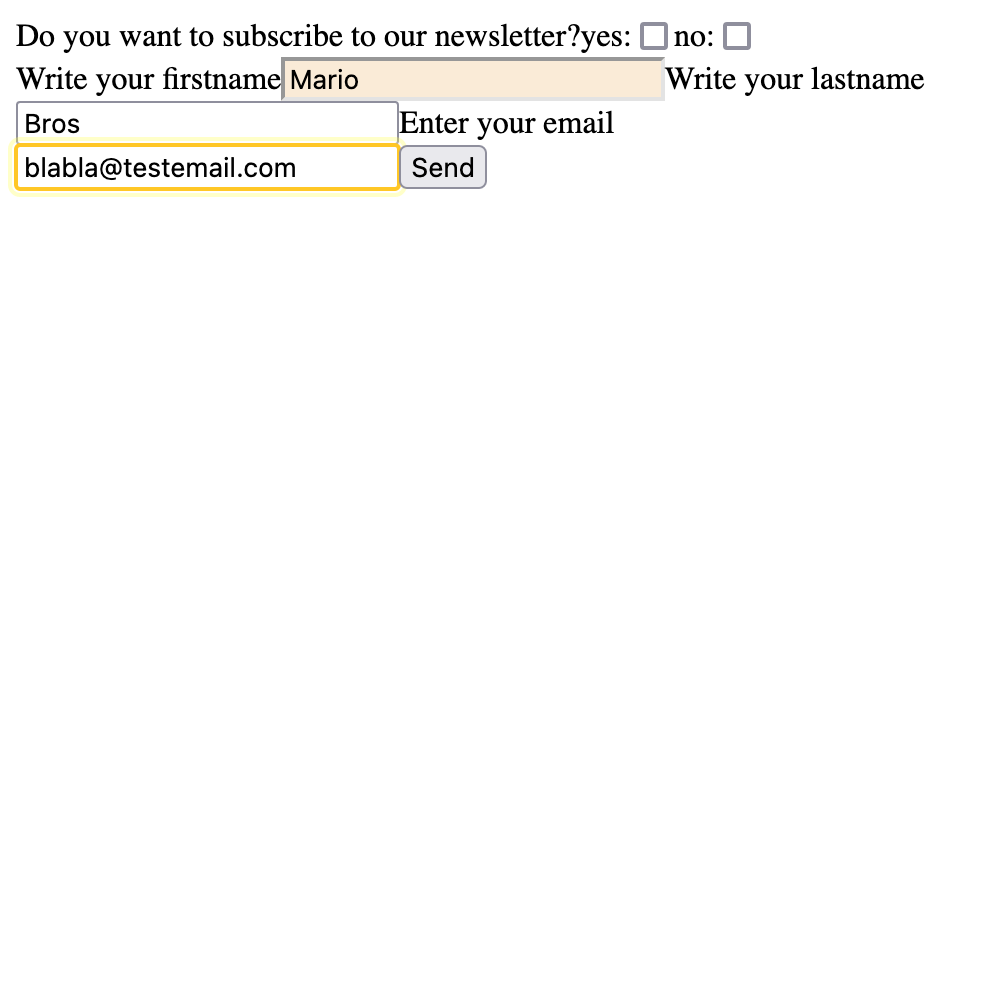 Do you want to subscribe to our newsletter?yes: no:
Write your firstname Mario Write your lastname
Bros Enter your email
blabla@testemail.com Send